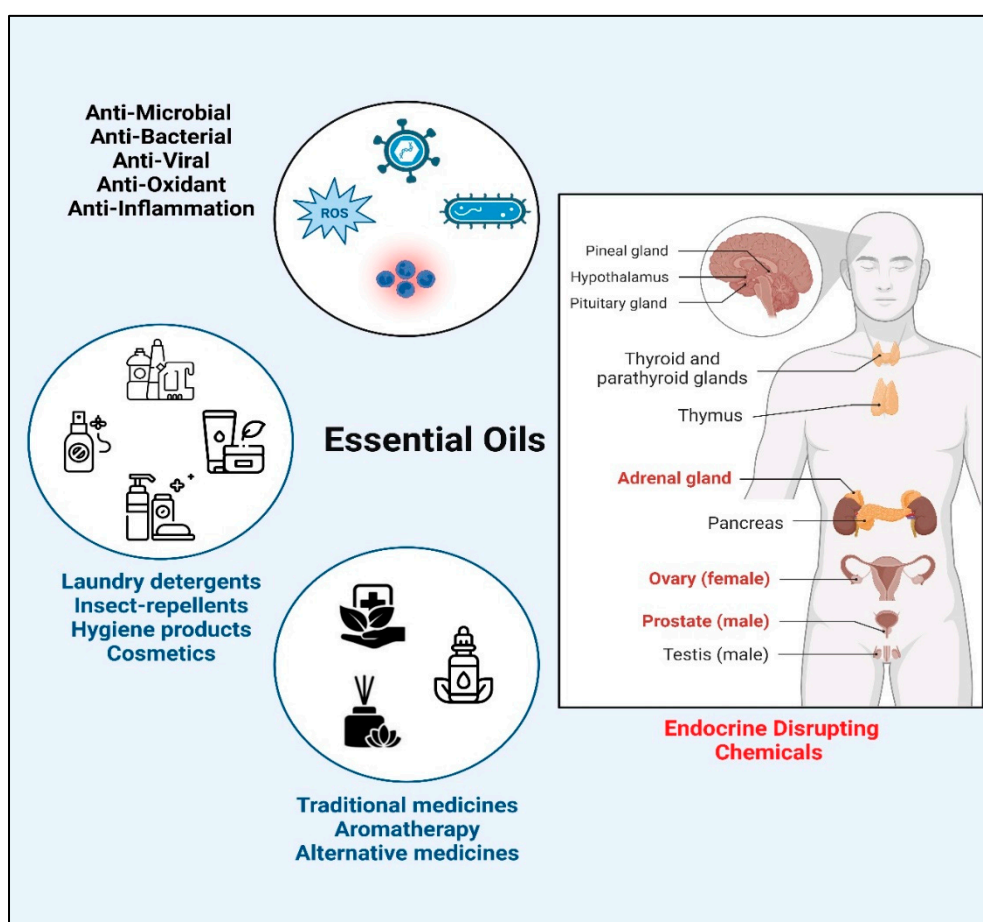 Anti-Microbial
Anti-Bacterial
Anti-Viral
Anti-Oxidant
Anti-Inflammation
ROS
Essential Oils
Laundry detergents
Insect-repellents
Hygiene products
Cosmetics
Traditional medicines
Aromatherapy
Alternative medicines
Pineal gland
Hypothalamus
Pituitary gland
Thyroid and
parathyroid glands
Thymus
Adrenal gland
Pancreas
Ovary (female)
Prostate (male)
Testis (male)
Endocrine Disrupting
Chemicals